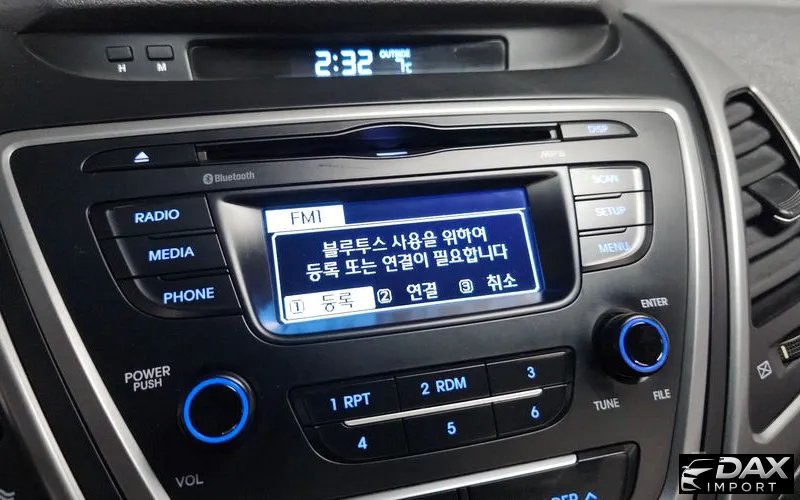 2:32 OUTSIDE 7°C
H M
DISP
MP3
Bluetooth
RADIO
MEDIA
PHONE
SCAN
SETUP
MENU
FM1
블루투스 사용을 위하여
등록 또는 연결이 필요합니다
1 등록 2 연결 3 취소
ENTER
POWER
PUSH
VOL
1 RPT 2 RDM 3
4 5 6
TUNE
FILE
DAX
IMPORT